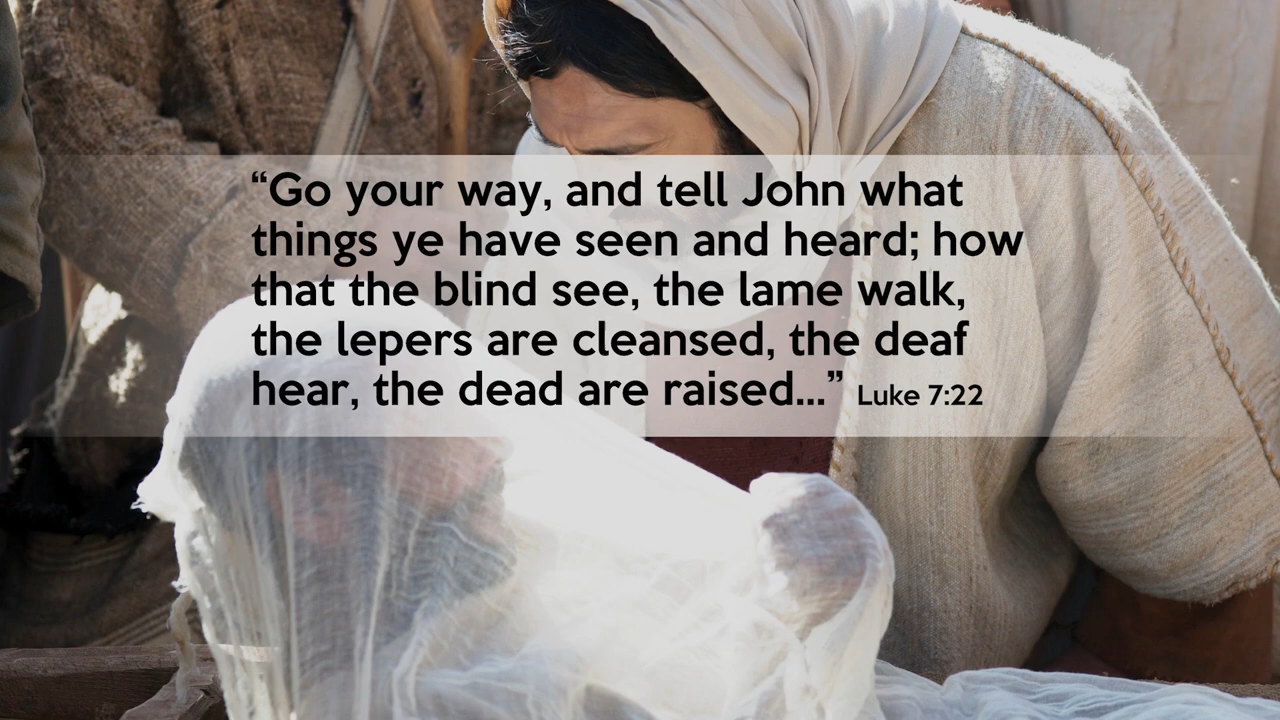 “Go your way, and tell John what
things ye have seen and heard; how
that the blind see, the lame walk,
the lepers are cleansed, the deaf
hear, the dead are raised...” Luke 7:22